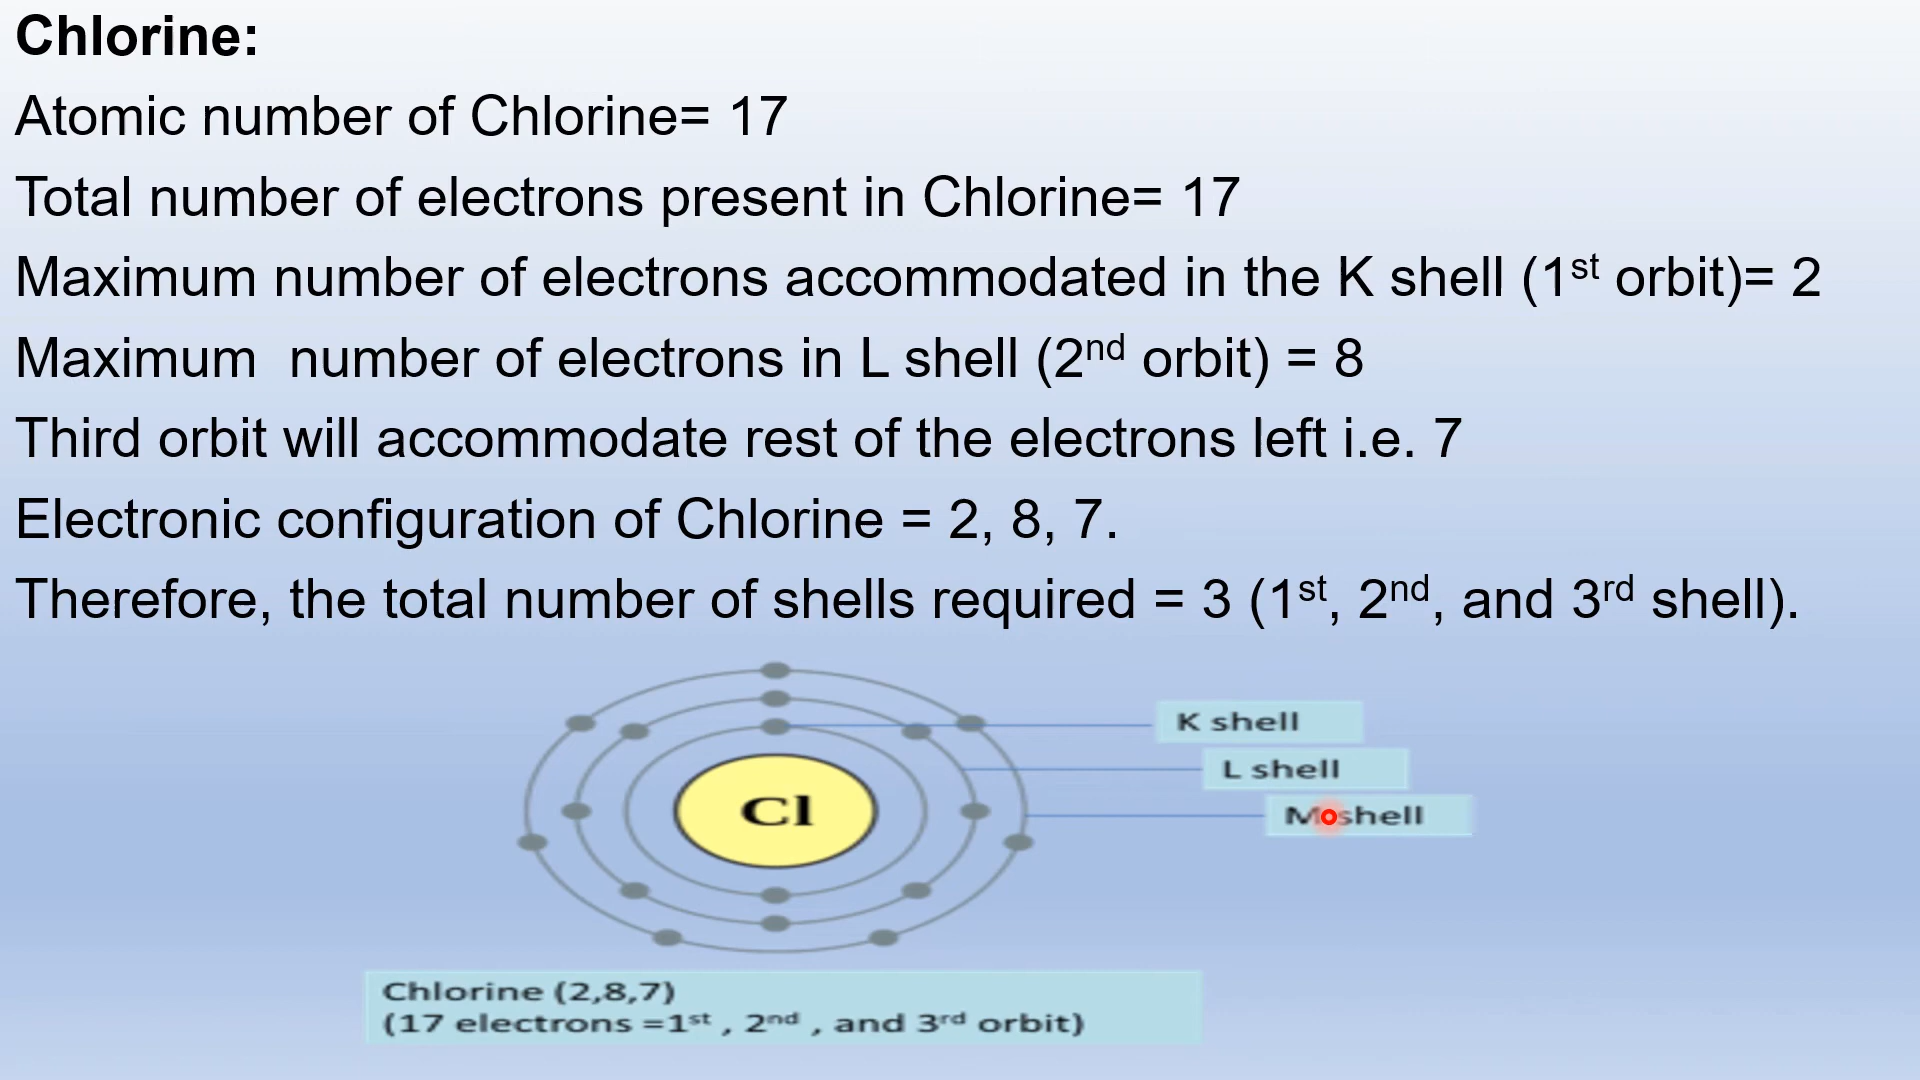 Chlorine:
Atomic number of Chlorine= 17
Total number of electrons present in Chlorine= 17
Maximum number of electrons accommodated in the K shell (1st orbit)= 2
Maximum  number of electrons in L shell (2nd orbit) = 8
Third orbit will accommodate rest of the electrons left i.e. 7
Electronic configuration of Chlorine = 2, 8, 7.
Therefore, the total number of shells required = 3 (1st, 2nd, and 3rd shell).
K shell
L shell
M shell
Cl
Chlorine (2,8,7)
(17 electrons =1st , 2nd , and 3rd orbit)